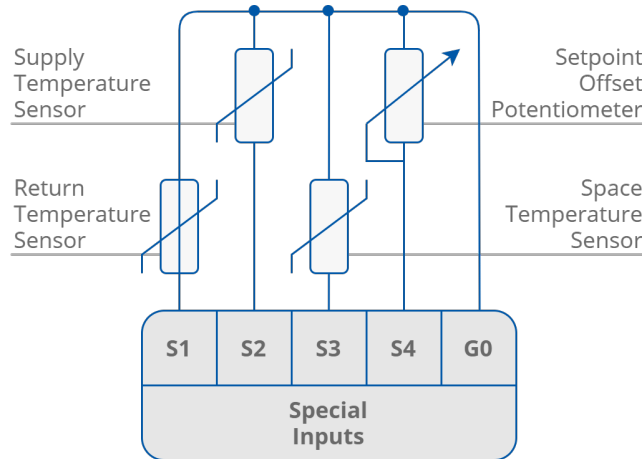 Supply
Temperature
Sensor
Setpoint
Offset
Potentiometer
Return
Temperature
Sensor
Space
Temperature
Sensor
S1 S2 S3 S4 G0
Special
Inputs